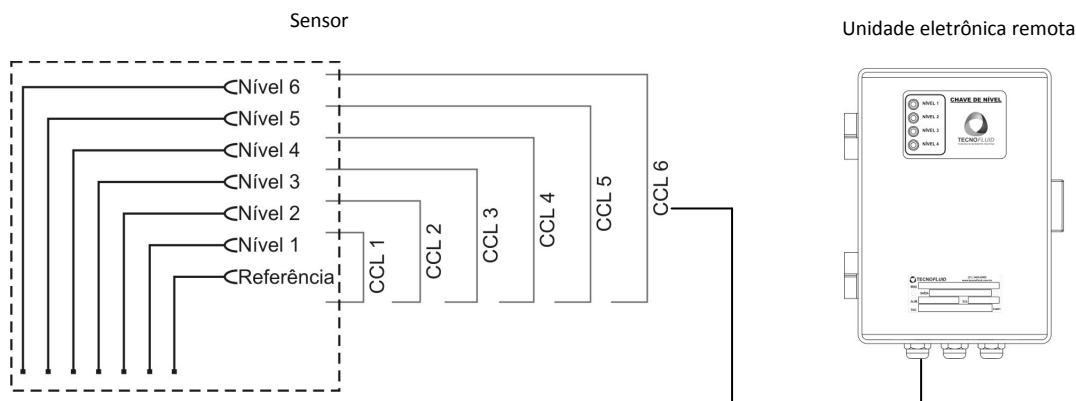 Sensor
Unidade eletrônica remota
Nível 6
Nível 5
Nível 4
Nível 3
Nível 2
Nível 1
Referência
CCL 1
CCL 2
CCL 3
CCL 4
CCL 5
CCL 6
NÍVEL 1
NÍVEL 2
NÍVEL 3
NÍVEL 4
CHAVE DE NÍVEL
TECNOFLUID
TECNOFLUID